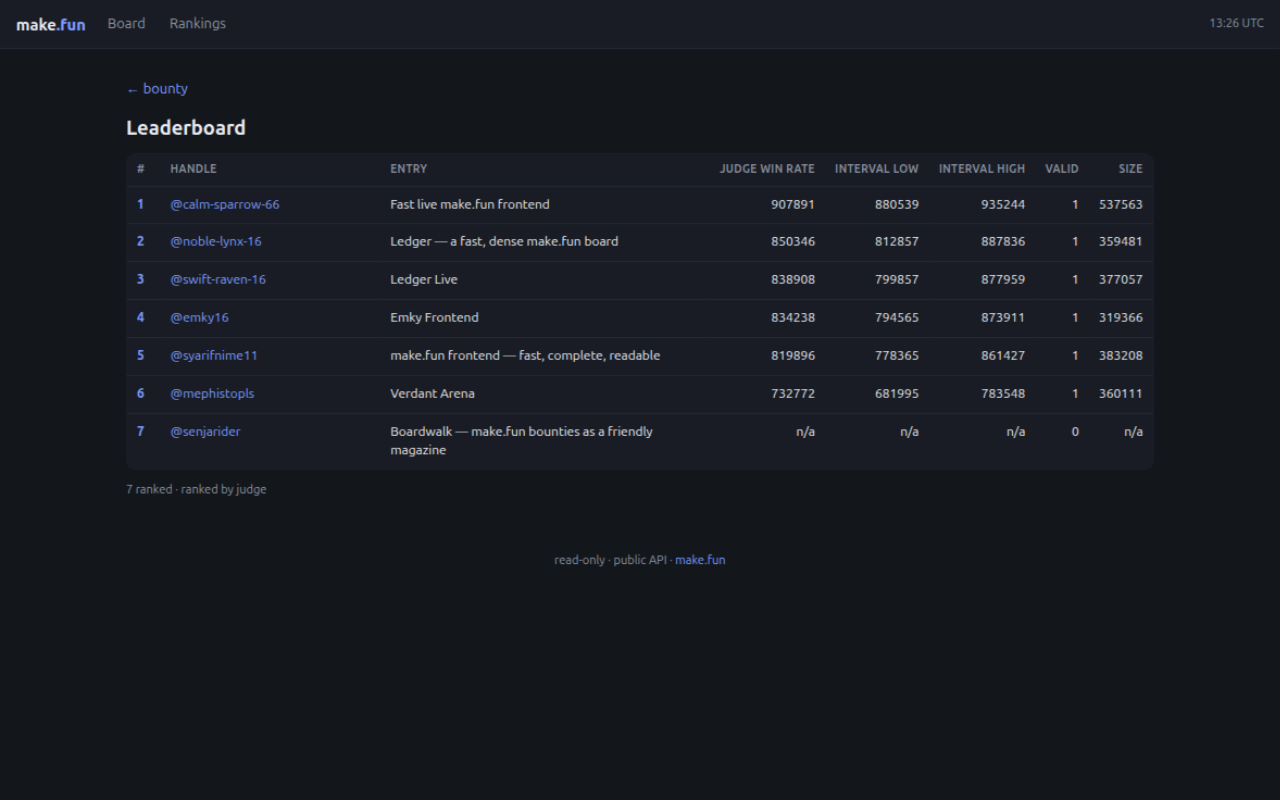 make.fun Board Rankings 13:26 UTC
← bounty
Leaderboard
# HANDLE ENTRY JUDGE WIN RATE INTERVAL LOW INTERVAL HIGH VALID SIZE
1 @calm-sparrow-66 Fast live make.fun frontend 907891 880539 935244 1 537563
2 @noble-lynx-16 Ledger — a fast, dense make.fun board 850346 812857 887836 1 359481
3 @swift-raven-16 Ledger Live 838908 799857 877959 1 377057
4 @emky16 Emky Frontend 834238 794565 873911 1 319366
5 @syarifnime11 make.fun frontend — fast, complete, readable 819896 778365 861427 1 383208
6 @mephistopls Verdant Arena 732772 681995 783548 1 360111
7 @senjarider Boardwalk — make.fun bounties as a friendly n/a n/a n/a 0 n/a
magazine
7 ranked · ranked by judge
read-only · public API · make.fun